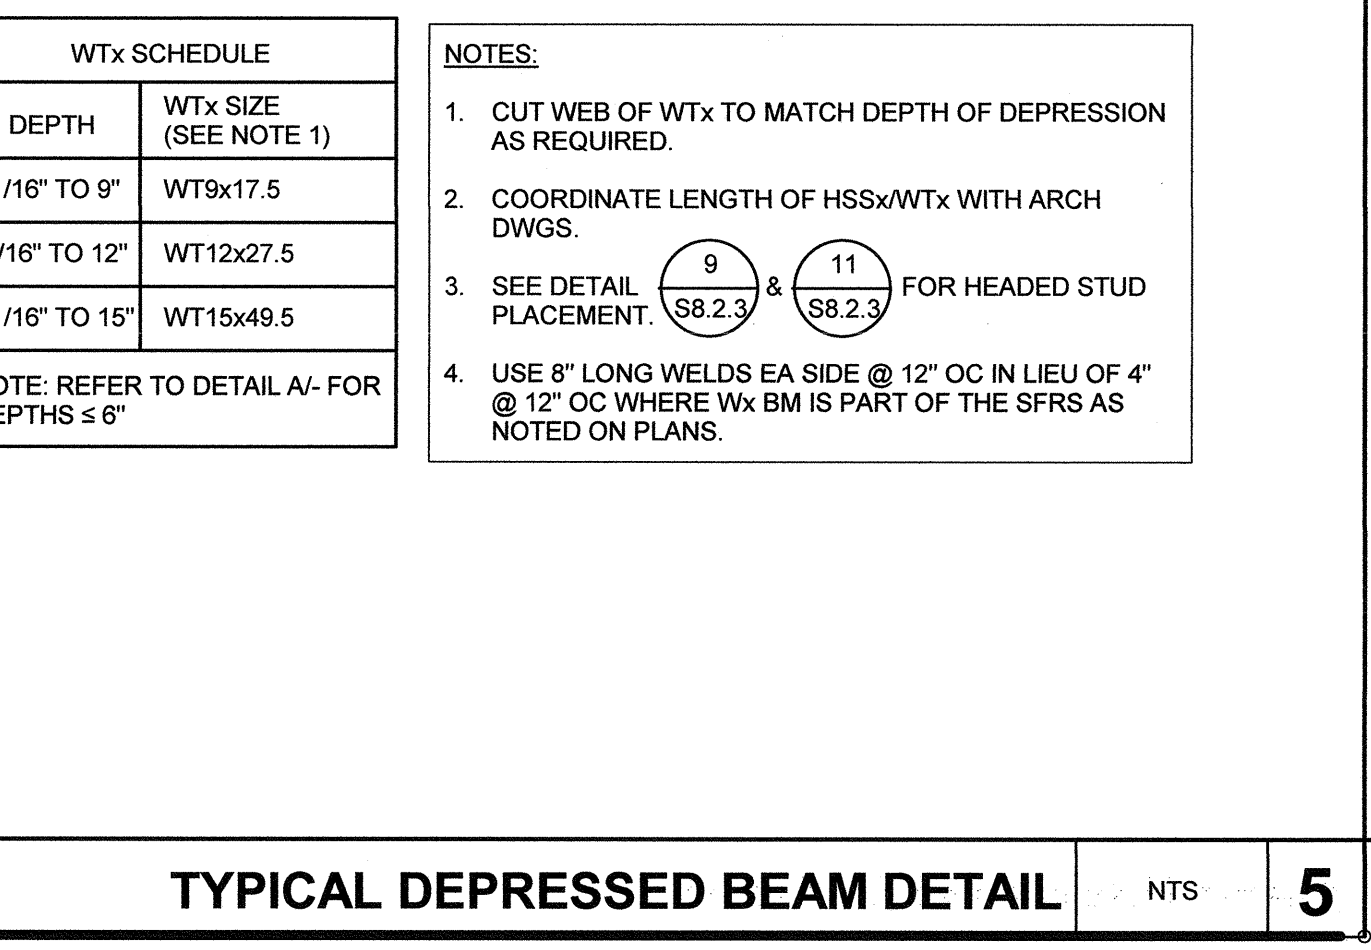 WTx SCHEDULE
DEPTH
WTx SIZE
(SEE NOTE 1)
/16" TO 9"
WT9x17.5
/16" TO 12"
WT12x27.5
/16" TO 15"
WT15x49.5
OTE: REFER TO DETAIL A/- FOR
EPTHS ≤ 6"
NOTES:
1. CUT WEB OF WTx TO MATCH DEPTH OF DEPRESSION
AS REQUIRED.
2. COORDINATE LENGTH OF HSSx/WTx WITH ARCH
DWGS.
3. SEE DETAIL 9 S8.2.3 & 11 S8.2.3 FOR HEADED STUD
PLACEMENT.
4. USE 8" LONG WELDS EA SIDE @ 12" OC IN LIEU OF 4"
@ 12" OC WHERE Wx BM IS PART OF THE SFRS AS
NOTED ON PLANS.
TYPICAL DEPRESSED BEAM DETAIL
NTS
5